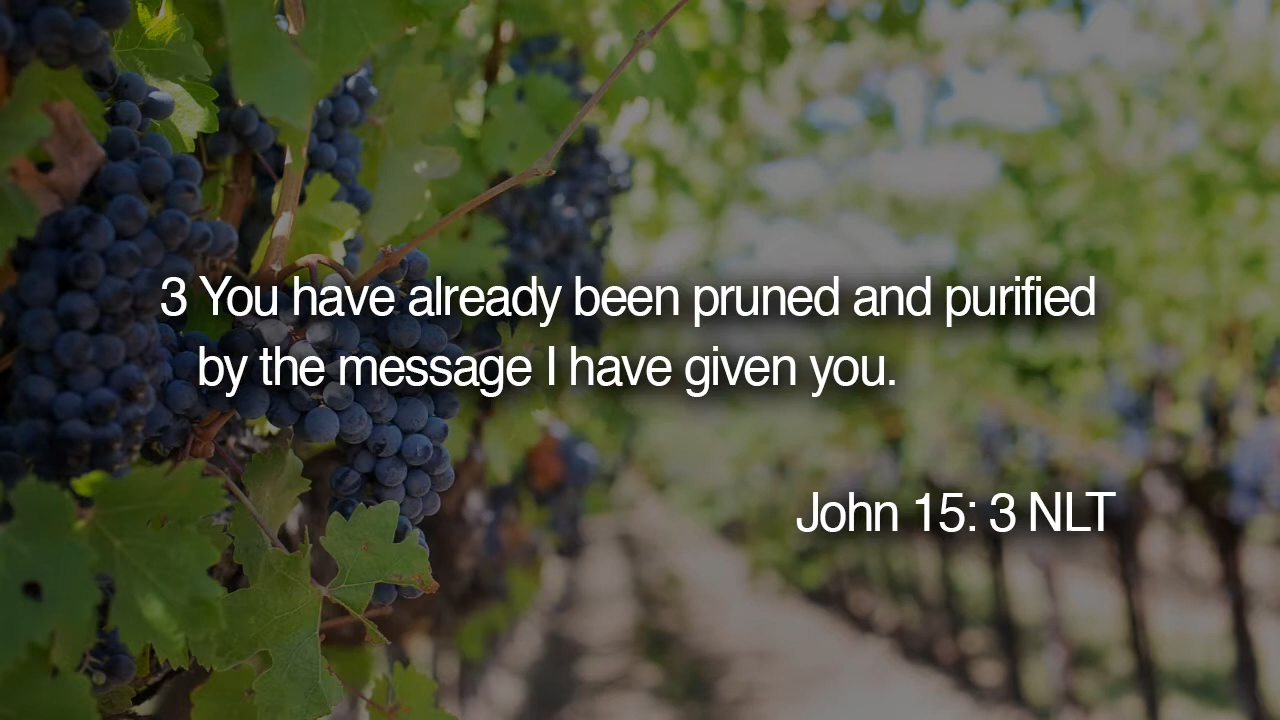 3 You have already been pruned and purified
by the message I have given you.
John 15: 3 NLT